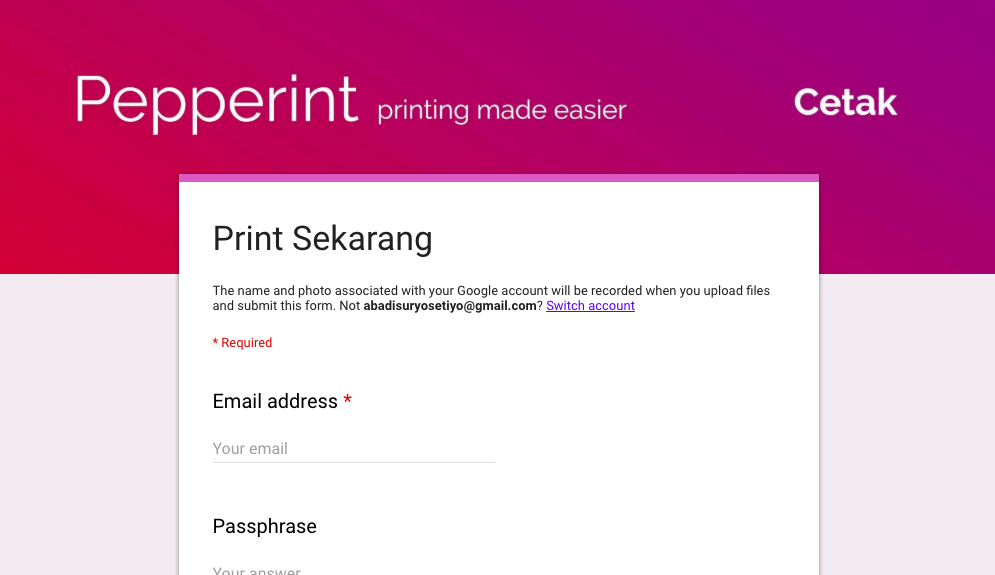 Pepperint printing made easier Cetak
Print Sekarang
The name and photo associated with your Google account will be recorded when you upload files
and submit this form. Not abadisuryosetiyo@gmail.com? Switch account
* Required
Email address *
Your email
Passphrase
Your answer